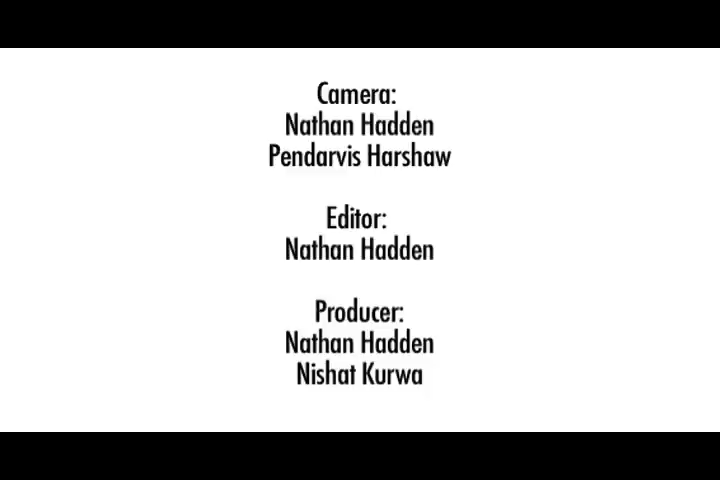 Camera:
Nathan Hadden
Pendarvis Harshaw
Editor:
Nathan Hadden
Producer:
Nathan Hadden
Nishat Kurwa